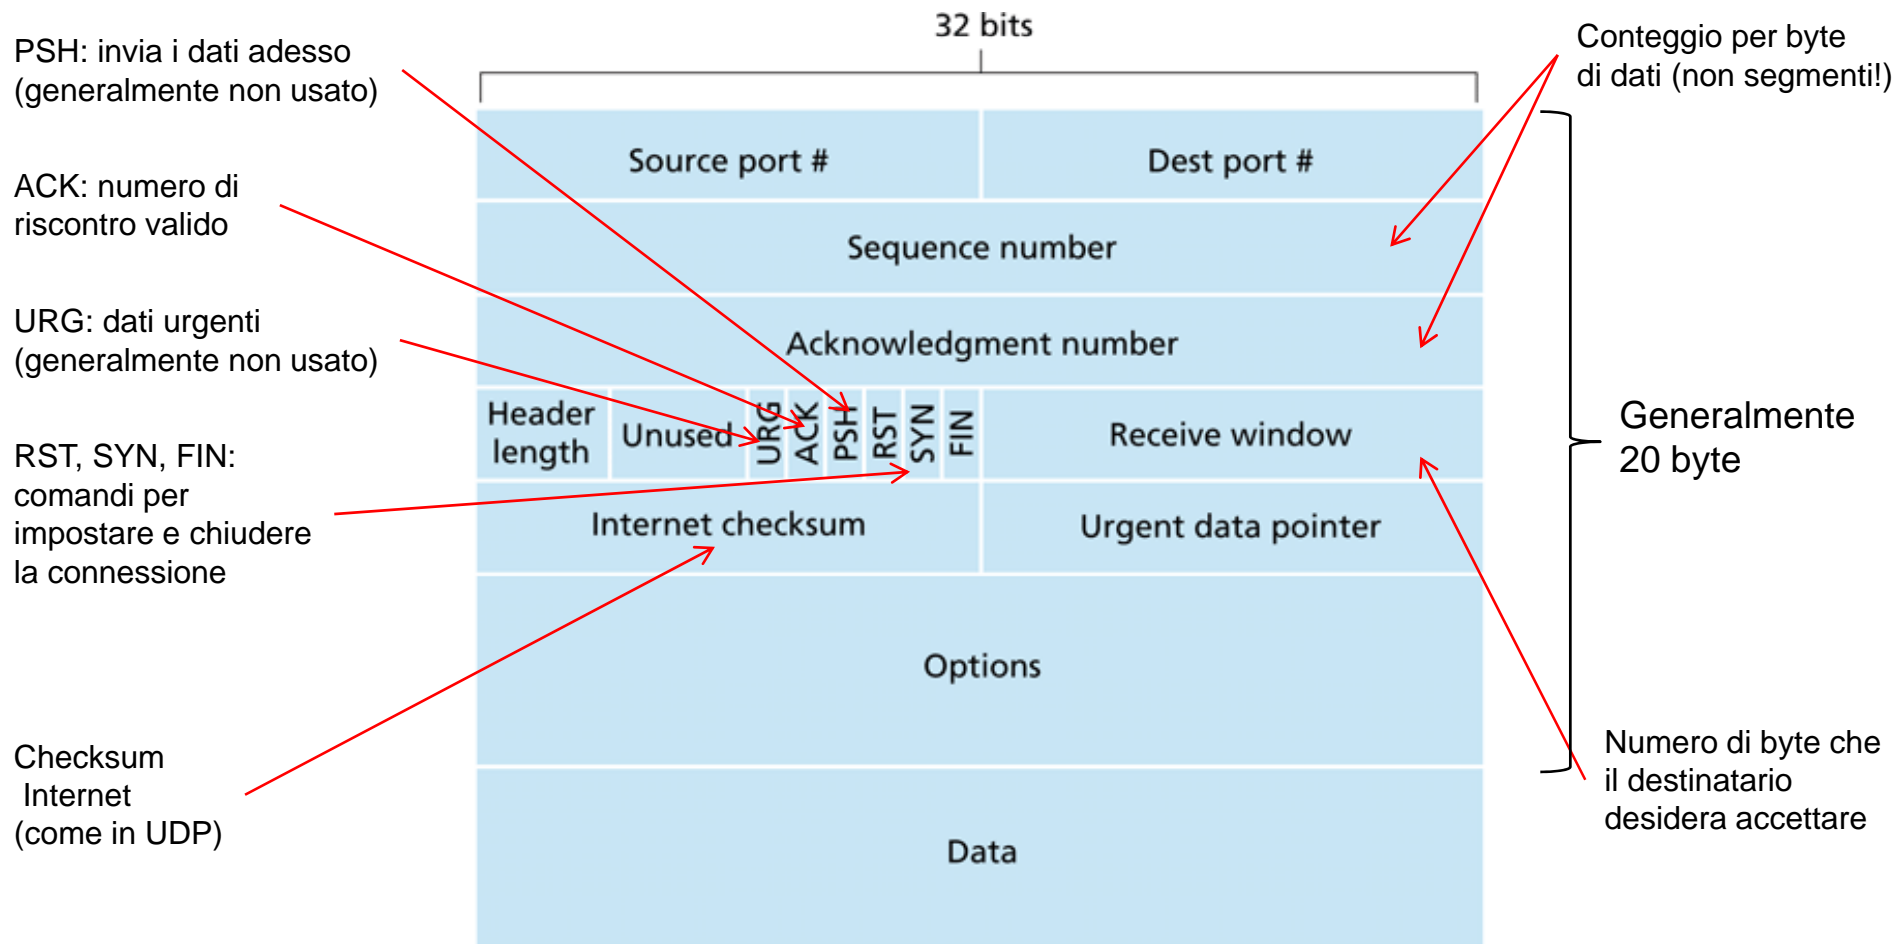 32 bits
PSH: invia i dati adesso
(generalmente non usato)
ACK: numero di
riscontro valido
URG: dati urgenti
(generalmente non usato)
RST, SYN, FIN:
comandi per
impostare e chiudere
la connessione
Checksum
Internet
(come in UDP)
Source port #
Dest port #
Sequence number
Acknowledgment number
Header
length
Unused
URG
ACK
PSH
RST
SYN
FIN
Receive window
Internet checksum
Urgent data pointer
Options
Data
Conteggio per byte
di dati (non segmenti!)
Generalmente
20 byte
Numero di byte che
il destinatario
desidera accettare